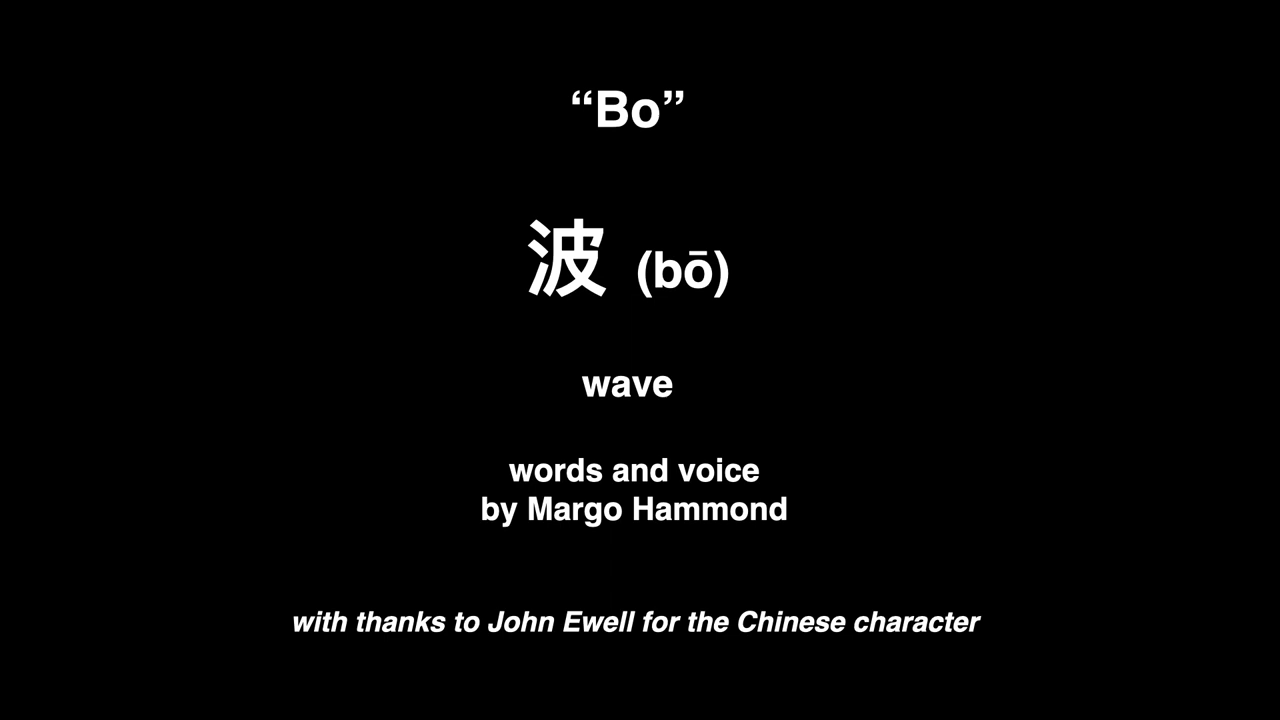 “Bo”
波 (bō)
wave
words and voice
by Margo Hammond
with thanks to John Ewell for the Chinese character